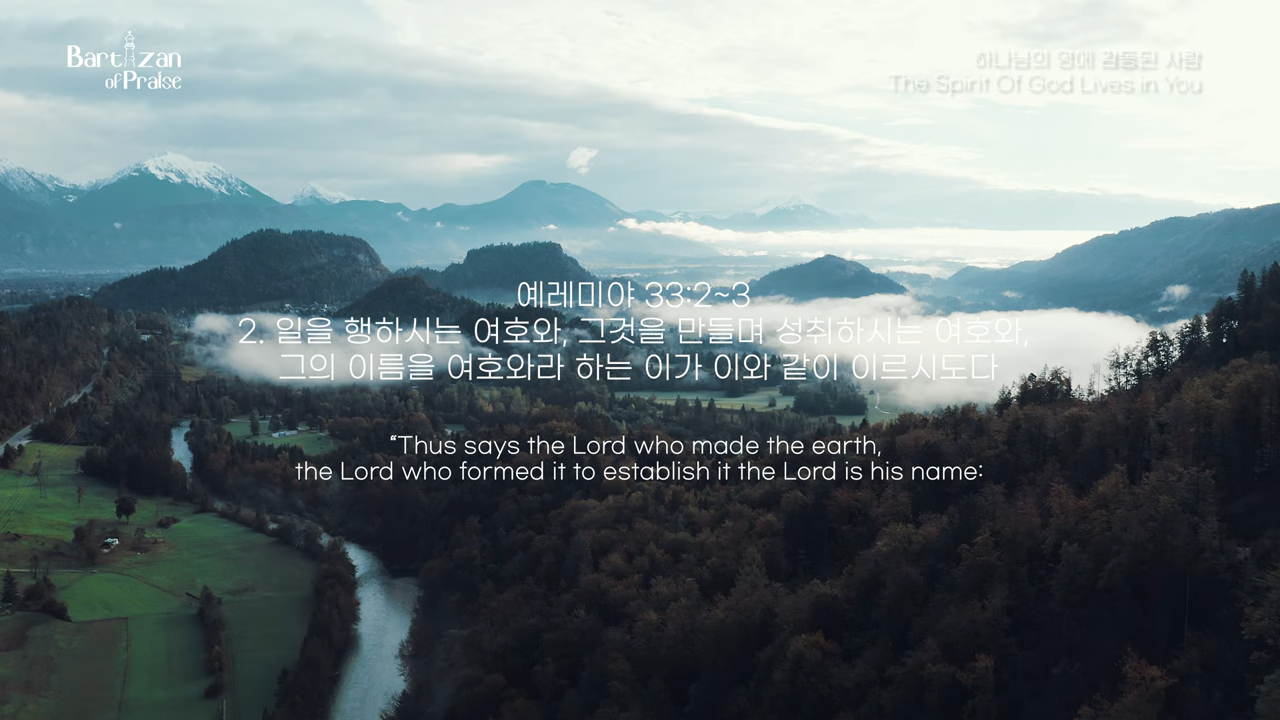 Bartizan
of Praise
하나님의 영에 감동된 사람
The Spirit Of God Lives in You
예레미야 33:2~3
2. 일을 행하시는 여호와, 그것을 만들며 성취하시는 여호와,
그의 이름을 여호와라 하는 이가 이와 같이 이르시도다
“Thus says the Lord who made the earth,
the Lord who formed it to establish it the Lord is his name: